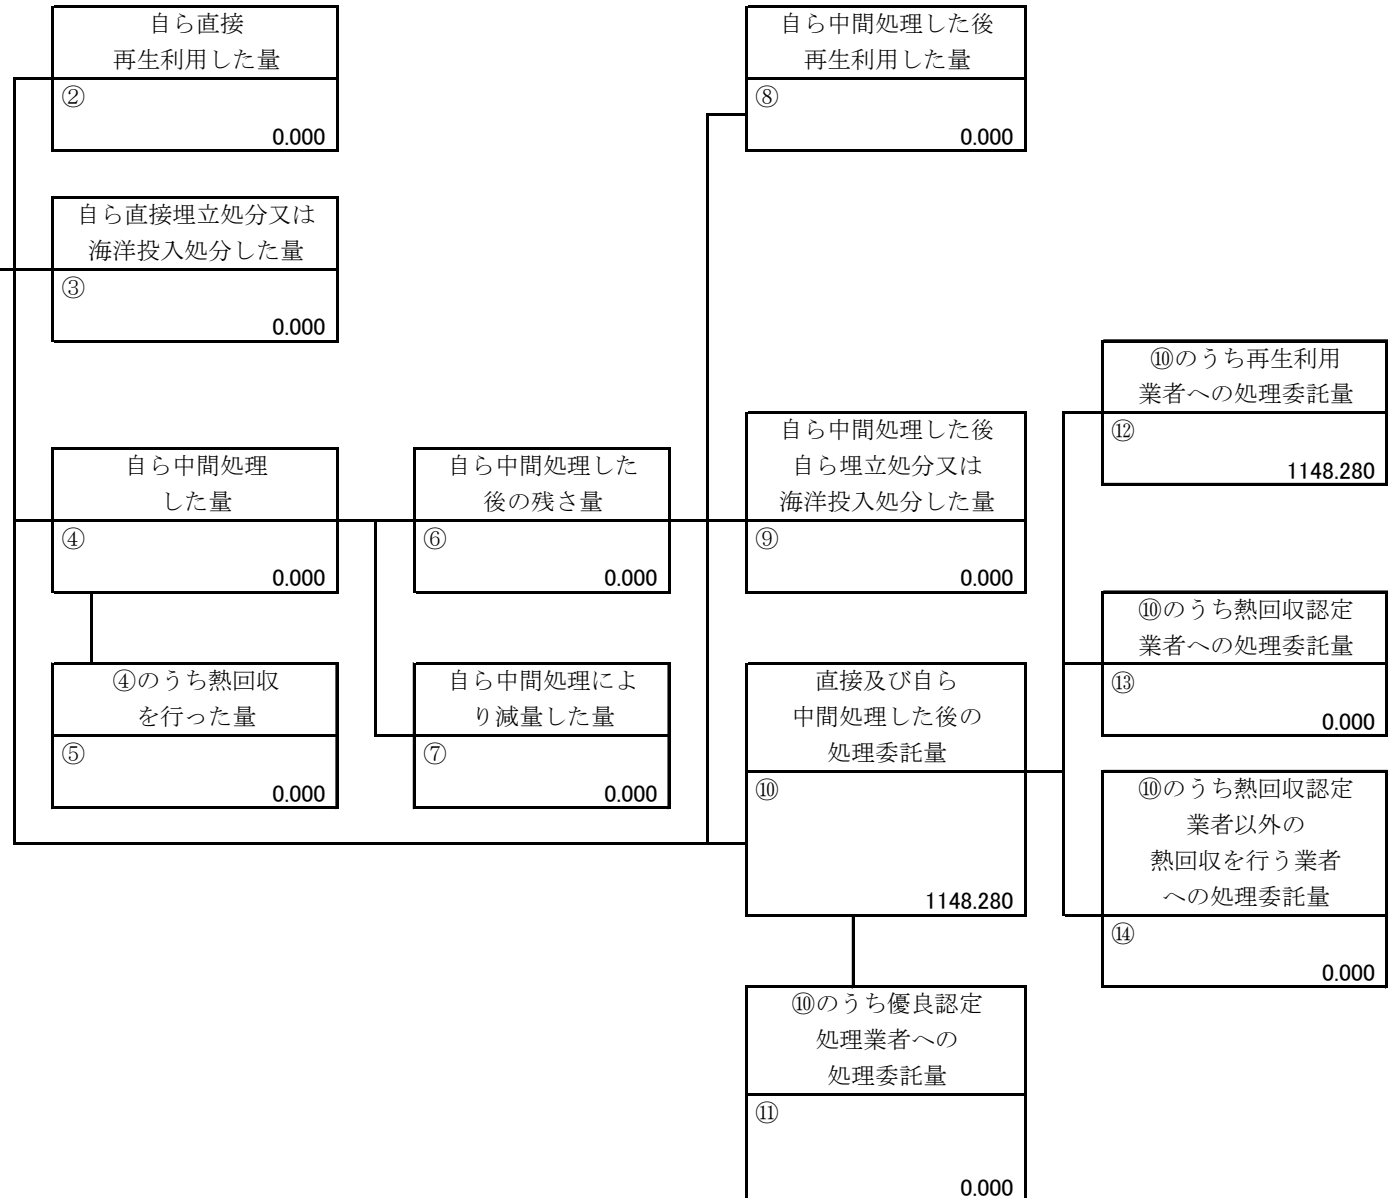 自ら直接
再生利用した量
②
0.000
自ら中間処理した後
再生利用した量
⑧
0.000
自ら直接埋立処分又は
海洋投入処分した量
③
0.000
⑩のうち再生利用
業者への処理委託量
⑫
1148.280
自ら中間処理
した量
④
0.000
自ら中間処理した
後の残さ量
⑥
0.000
自ら中間処理した後
自ら埋立処分又は
海洋投入処分した量
⑨
0.000
⑩のうち熱回収認定
業者への処理委託量
⑬
0.000
④のうち熱回収
を行った量
⑤
0.000
自ら中間処理によ
り減量した量
⑦
0.000
直接及び自ら
中間処理した後の
処理委託量
⑩
1148.280
⑩のうち熱回収認定
業者以外の
熱回収を行う業者
への処理委託量
⑭
0.000
⑩のうち優良認定
処理業者への
処理委託量
⑪
0.000